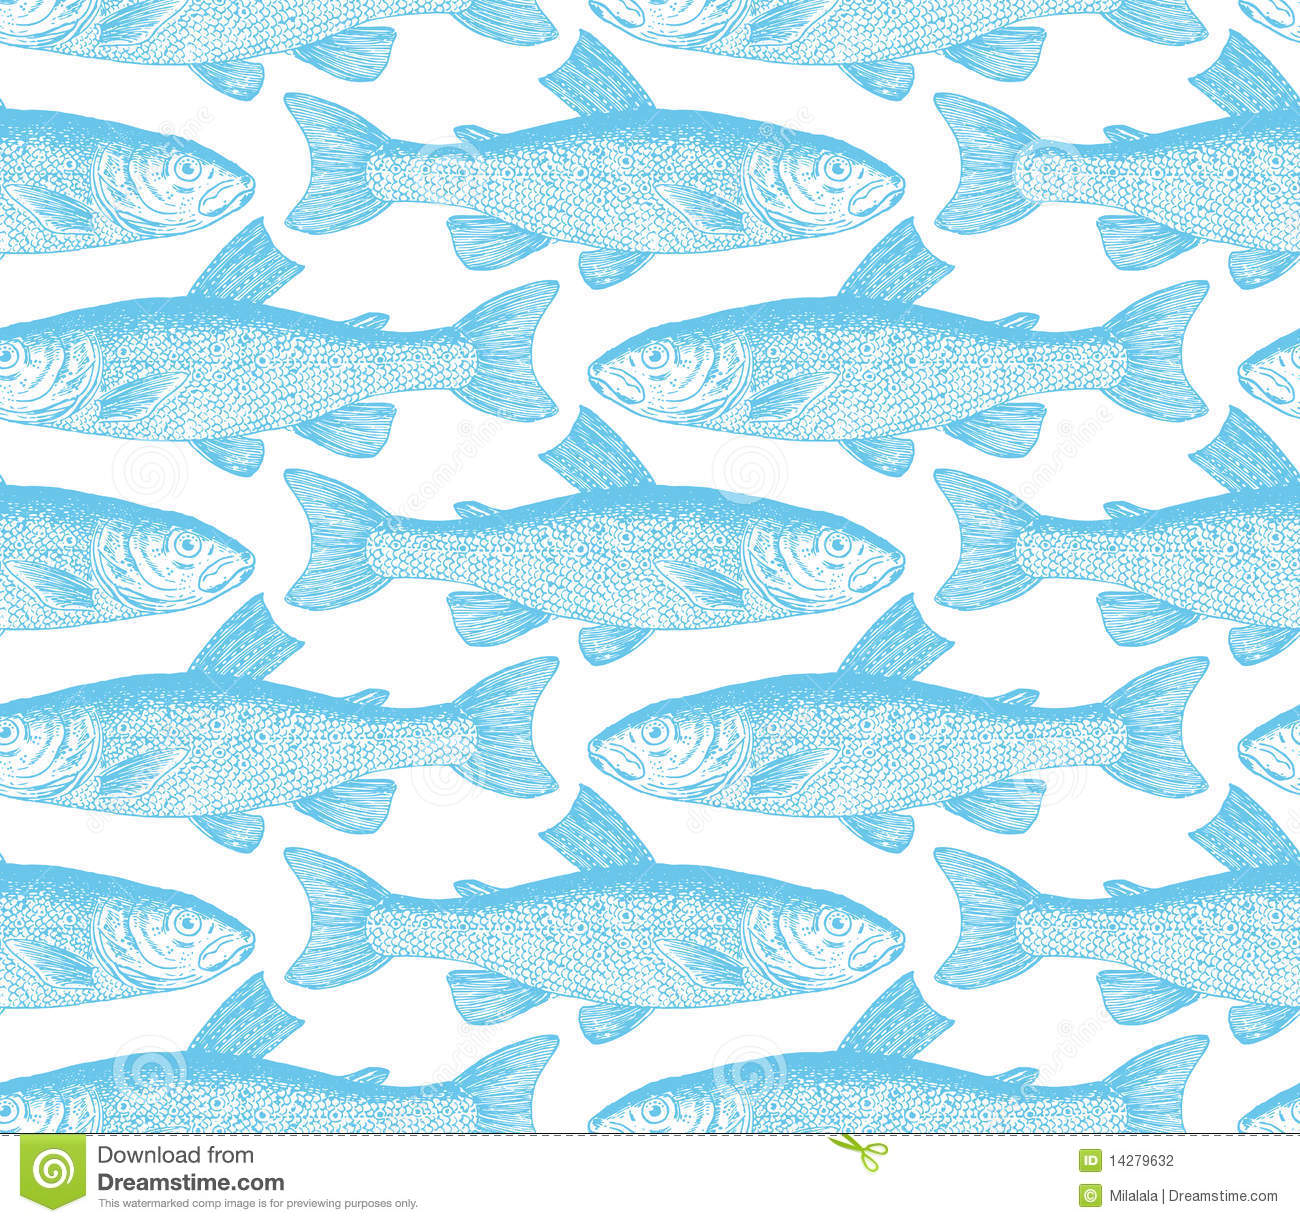 Download from
Dreamstime.com
This watermarked comp image is for previewing purposes only.
ID 14279632
© Milalala | Dreamstime.com